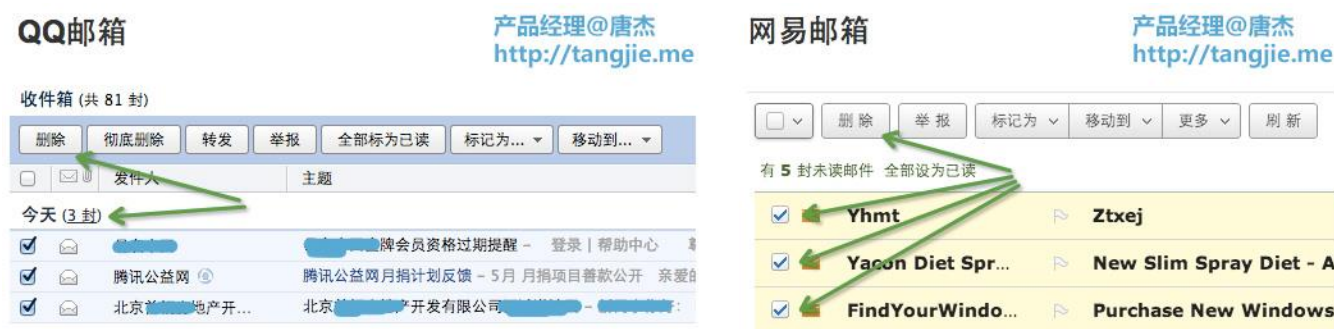 QQ邮箱
产品经理@唐杰
http://tangjie.me
收件箱 (共 81 封)
删除 彻底删除 转发 举报 全部标为已读 标记为... 移动到...
发件人 主题
今天 (3 封)
牌会员资格过期提醒 - 登录 | 帮助中心
腾讯公益网 腾讯公益网月捐计划反馈 - 5月 月捐项目善款公开 亲爱的
北京 地产开... 北京 开发有限公司 -
网易邮箱
产品经理@唐杰
http://tangjie.me
删 除 举 报 标记为 移动到 更多 刷 新
有 5 封未读邮件 全部设为已读
Yhmt Ztxej
Yacon Diet Spr... New Slim Spray Diet - A
FindYourWindo... Purchase New Windows